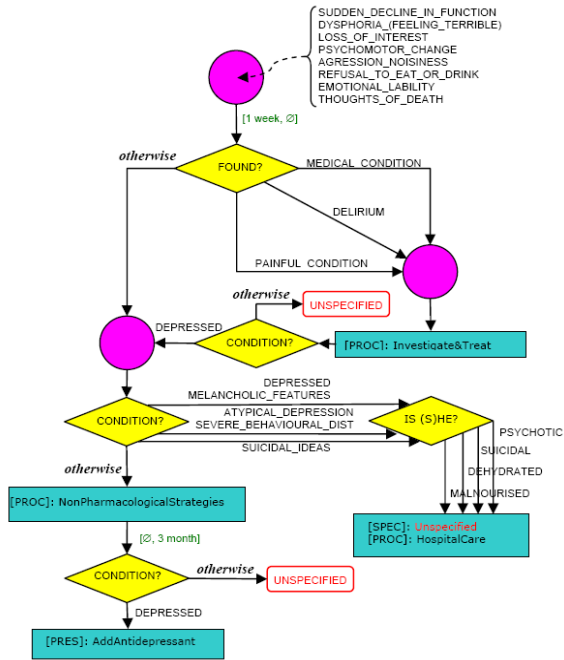 SUDDEN_DECLINE_IN_FUNCTION
DYSPHORIA_(FEELING_TERRIBLE)
LOSS_OF_INTEREST
PSYCHOMOTOR_CHANGE
AGRESSION_NOISINESS
REFUSAL_TO_EAT_OR_DRINK
EMOTIONAL_LABILITY
THOUGHTS_OF_DEATH
[1 week, ∅]
otherwise
FOUND?
MEDICAL_CONDITION
DELIRIUM
PAINFUL_CONDITION
otherwise
UNSPECIFIED
DEPRESSED
CONDITION?
[PROC]: Investigate&Treat
DEPRESSED
MELANCHOLIC_FEATURES
CONDITION?
ATYPICAL_DEPRESSION
SEVERE_BEHAVIOURAL_DIST
SUICIDAL_IDEAS
IS (S)HE?
PSYCHOTIC
SUICIDAL
DEHYDRATED
MALNOURISED
otherwise
[PROC]: NonPharmacologicalStrategies
[SPEC]: Unspecified
[PROC]: HospitalCare
[∅, 3 month]
CONDITION?
otherwise
UNSPECIFIED
DEPRESSED
[PRES]: AddAntidepressant